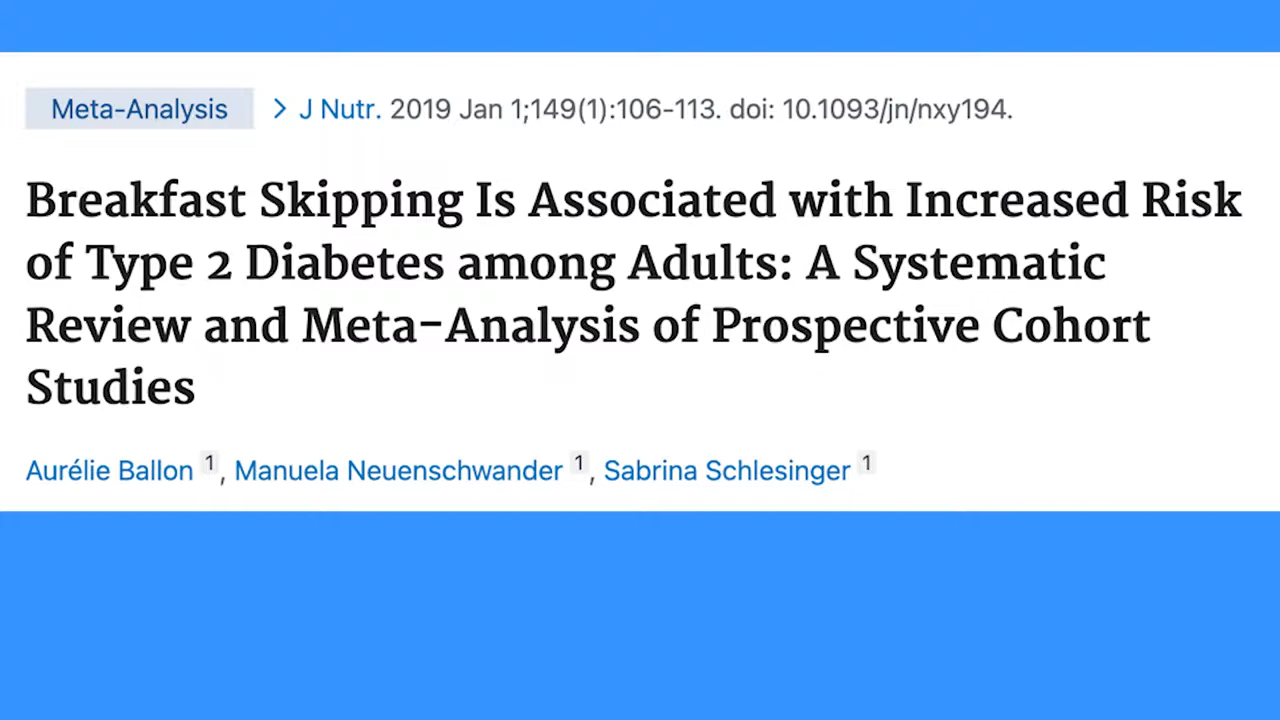 Meta-Analysis > J Nutr. 2019 Jan 1;149(1):106-113. doi: 10.1093/jn/nxy194.
Breakfast Skipping Is Associated with Increased Risk
of Type 2 Diabetes among Adults: A Systematic
Review and Meta-Analysis of Prospective Cohort
Studies
Aurélie Ballon 1, Manuela Neuenschwander 1, Sabrina Schlesinger 1